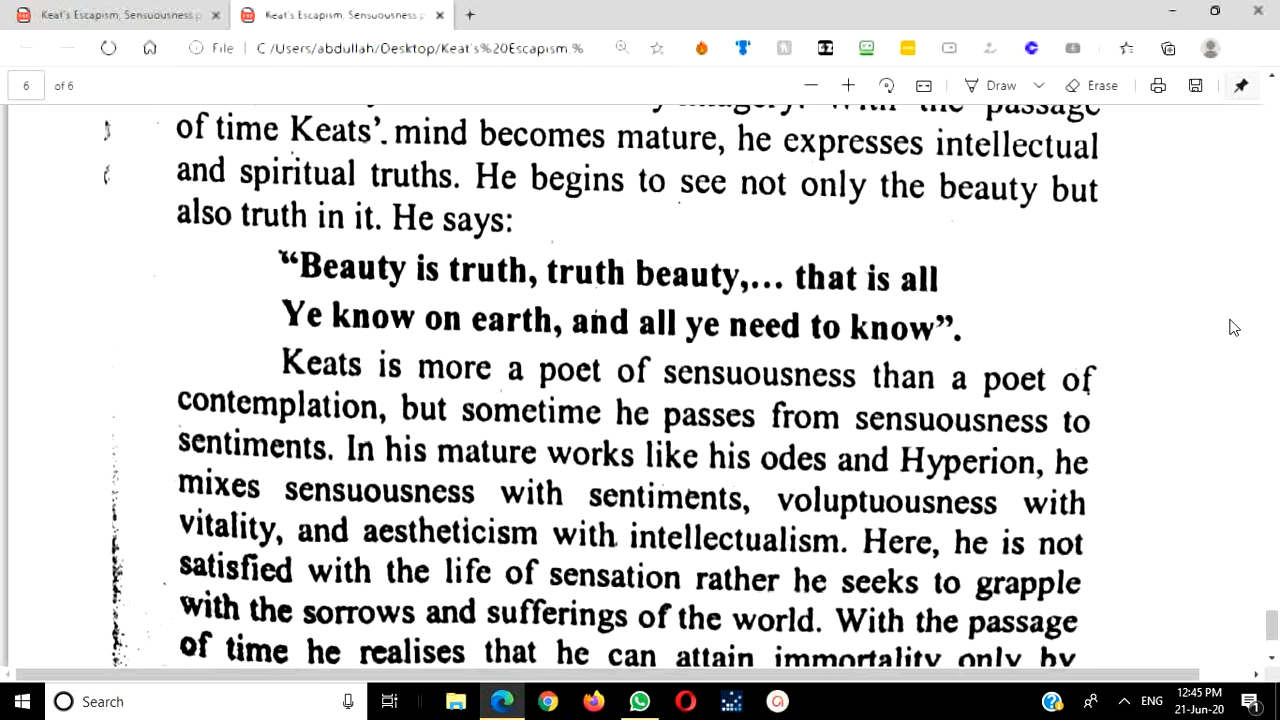 Keat's Escapism, Sensuousness.p
Keat's Escapism, Sensuousness.p
File
C:/Users/abdullah/Desktop/Keat's%20Escapism.%
6 of 6
Draw
Erase
imagery. With the passage
of time Keats'. mind becomes mature, he expresses intellectual
and spiritual truths. He begins to see not only the beauty but
also truth in it. He says:
“Beauty is truth, truth beauty,... that is all
Ye know on earth, and all ye need to know”.
Keats is more a poet of sensuousness than a poet of
contemplation, but sometime he passes from sensuousness to
sentiments. In his mature works like his odes and Hyperion, he
mixes sensuousness with sentiments, voluptuousness with
vitality, and aestheticism with intellectualism. Here, he is not
satisfied with the life of sensation rather he seeks to grapple
with the sorrows and sufferings of the world. With the passage
of time he realises that he can attain immortality only by
Search
ENG
12:45 PM
21-Jun-20